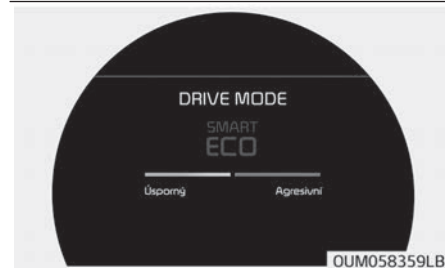 DRIVE MODE
SMART
ECO
Úsporný Agresivní
OUM058359LB